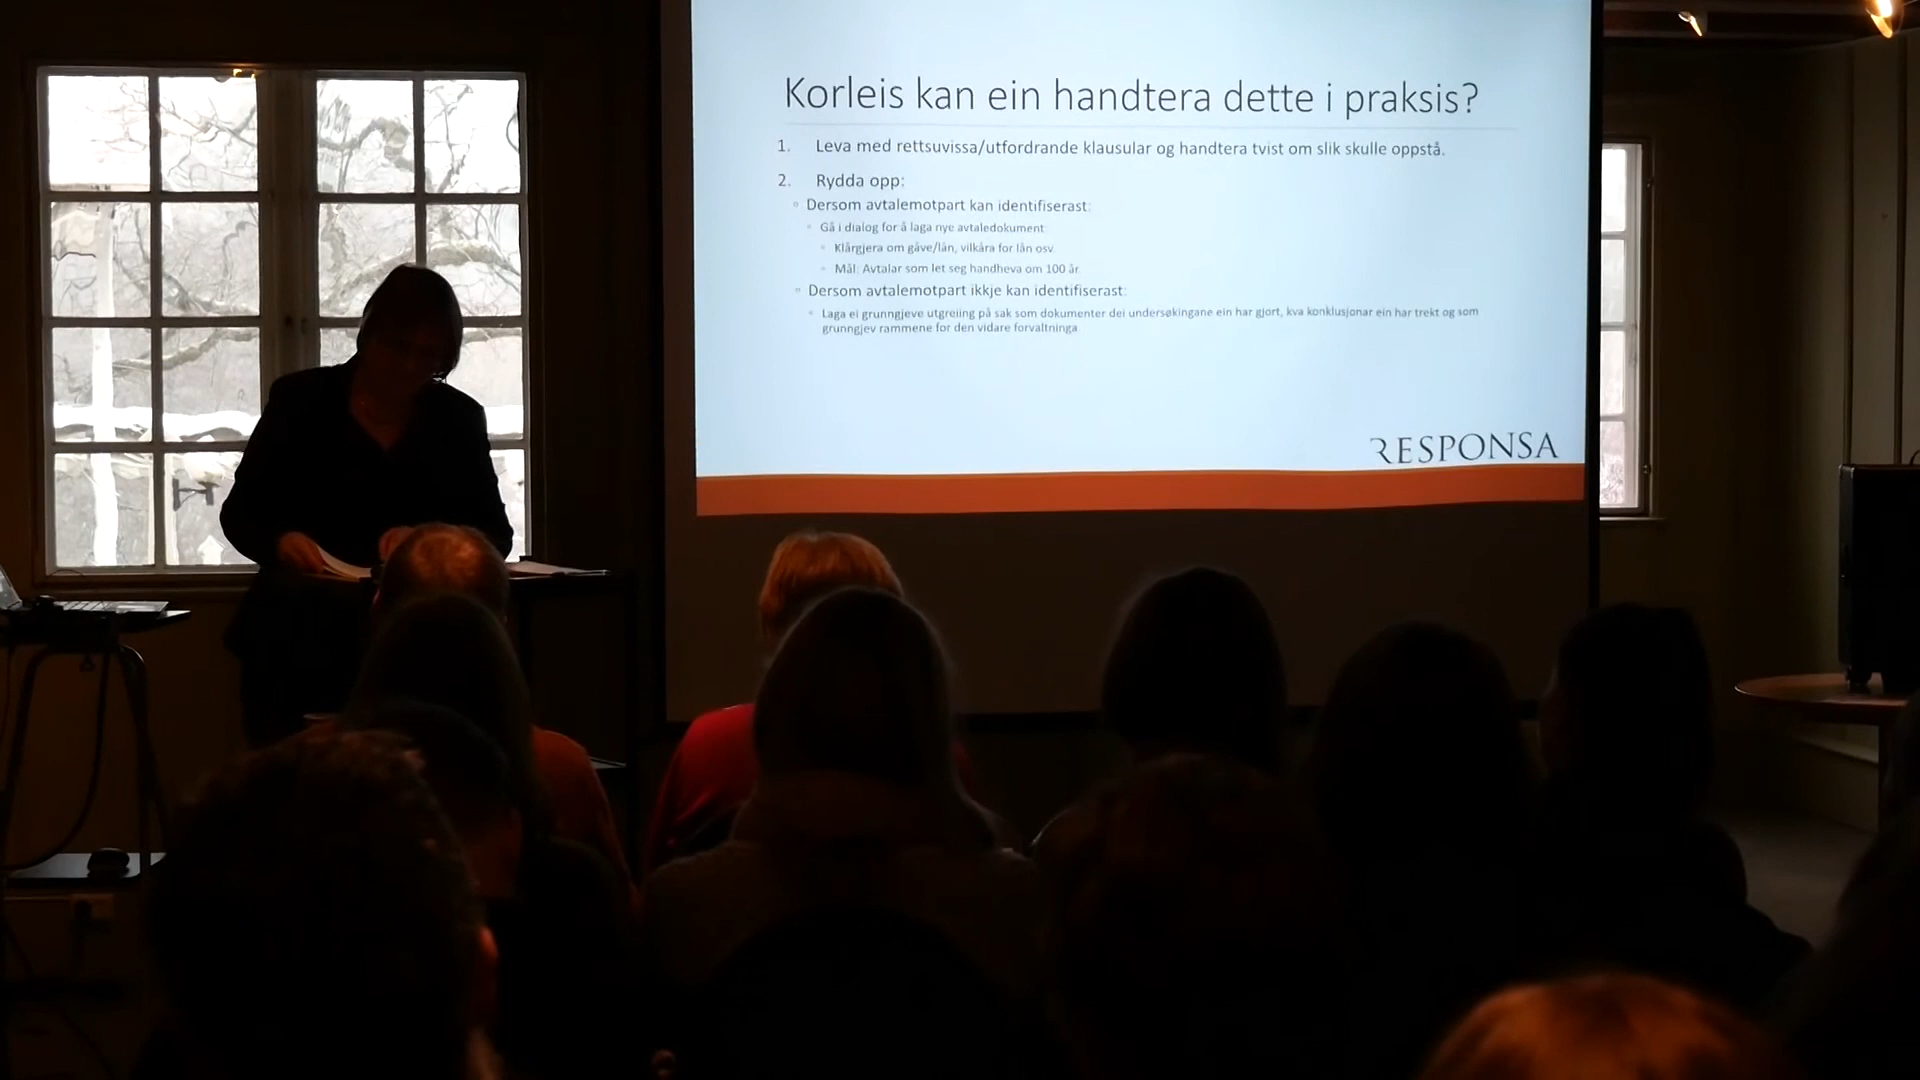 Korleis kan ein handtera dette i praksis?
1. Leva med rettsuvissa/utfordrande klausular og handtera tvist om slik skulle oppstå.
2. Rydda opp:
Dersom avtalemotpart kan identifiserast:
Gå i dialog for å laga nye avtaledokument:
Klårgjera om gåve/lån, vilkåra for lån osv.
Mål: Avtalar som let seg handheva om 100 år.
Dersom avtalemotpart ikkje kan identifiserast:
Laga ei grunngjeve utgreiing på sak som dokumenter dei undersøkingane ein har gjort, kva konklusjonar ein har trekt og som
grunngjev rammene for den vidare forvaltninga.
RESPONSA